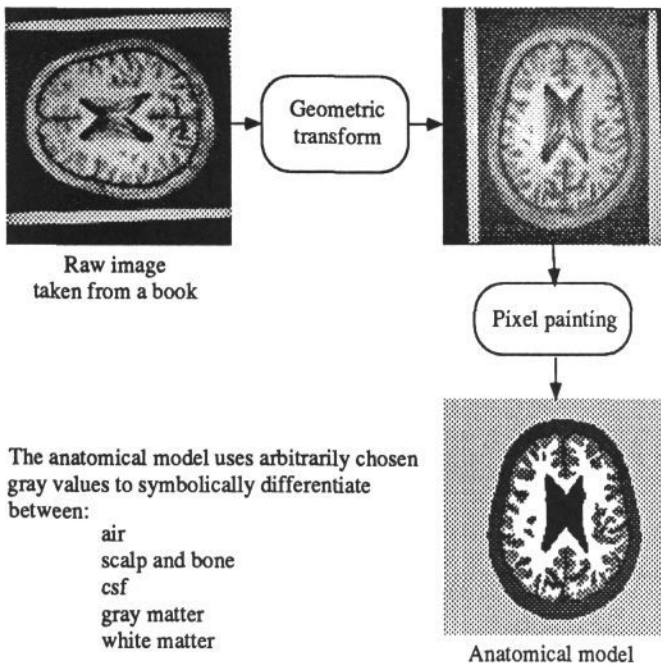 Geometric
transform
Raw image
taken from a book
Pixel painting
The anatomical model uses arbitrarily chosen
gray values to symbolically differentiate
between:
air
scalp and bone
csf
gray matter
white matter
Anatomical model